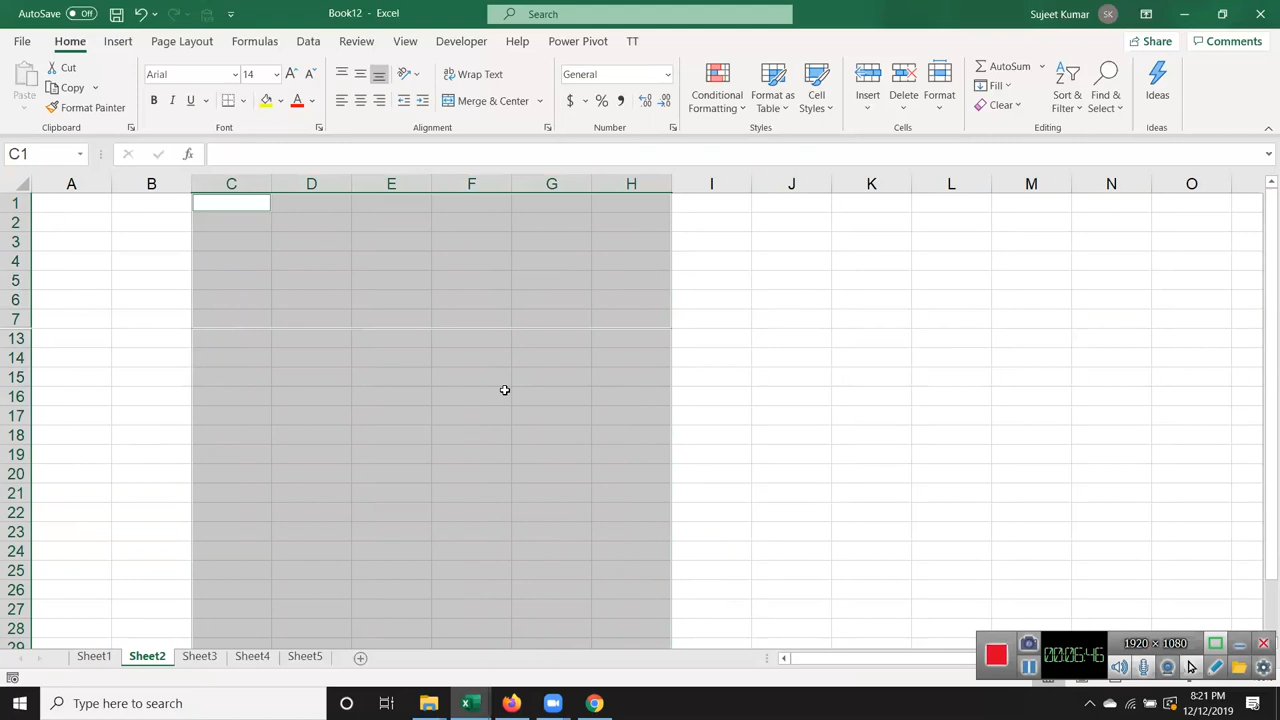 AutoSave Off Book12 - Excel Search Sujeet Kumar SK
File Home Insert Page Layout Formulas Data Review View Developer Help Power Pivot TT Share Comments
Paste Cut Copy Format Painter Arial 14 Wrap Text Merge & Center General Conditional Formatting Format as Table Cell Styles Insert Delete Format AutoSum Fill Clear Sort & Filter Find & Select Ideas
Clipboard Font Alignment Number Styles Cells Editing Ideas
C1 fx
A B C D E F G H I J K L M N O
1
2
3
4
5
6
7
13
14
15
16
17
18
19
20
21
22
23
24
25
26
27
28
29
1920 × 1080
00:06:46
Sheet1 Sheet2 Sheet3 Sheet4 Sheet5
Type here to search 8:21 PM
12/12/2019